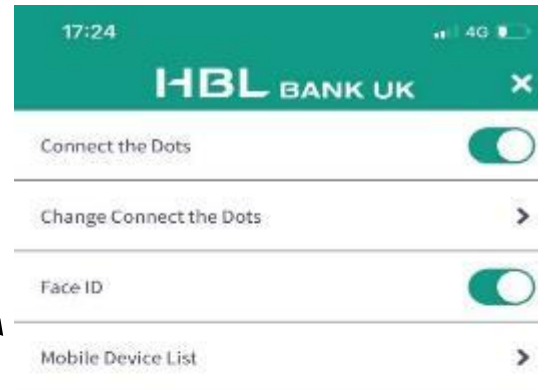 17:24 4G
HBL BANK UK
Connect the Dots
Change Connect the Dots
Face ID
Mobile Device List